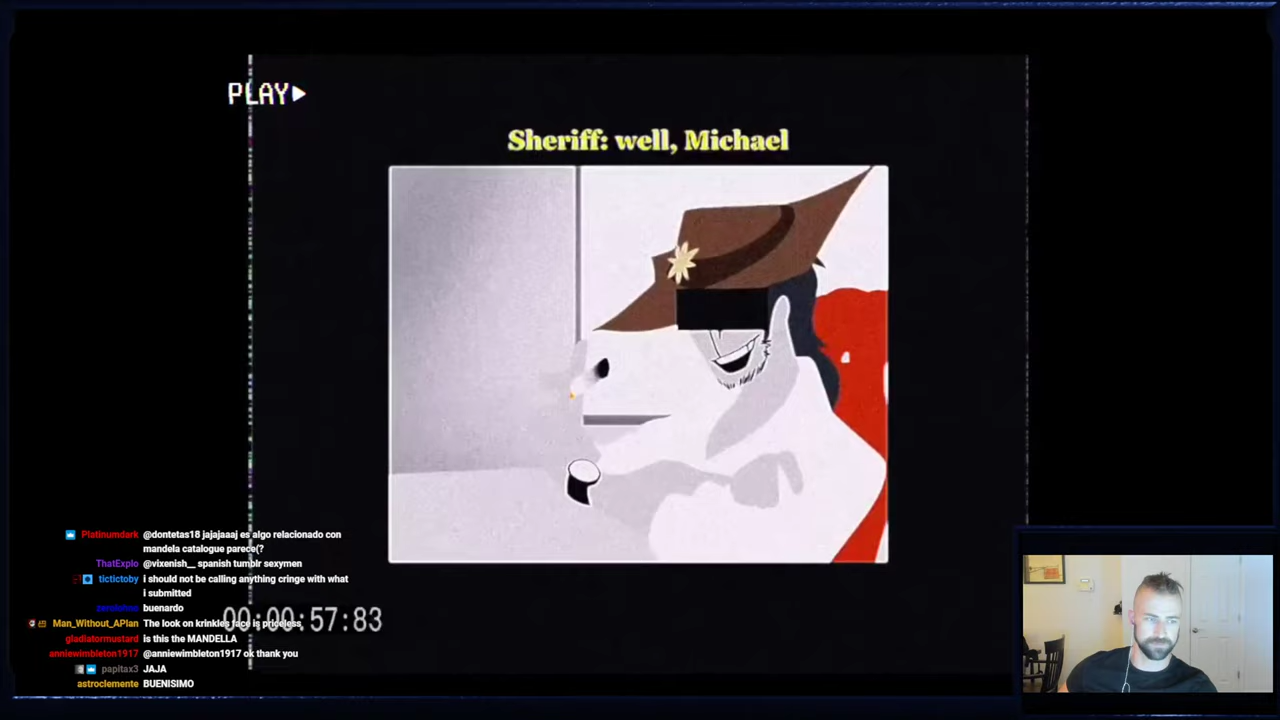 PLAY
Sheriff: well, Michael
Platinumdark @dontetas18 jajajaaaj es algo relacionado con
mandela catalogue parece(?
ThatExplo @vixenish__ spanish tumblr sexymen
tictictoby i should not be calling anything cringe with what
i submitted
buenardo
00:00:57:83
Man_Without_APlan The look on krinkles face is priceless
gladiatormustard is this the MANDELLA
anniewimbleton1917 @anniewimbleton1917 ok thank you
papitax3 JAJA
astroclemente BUENISIMO